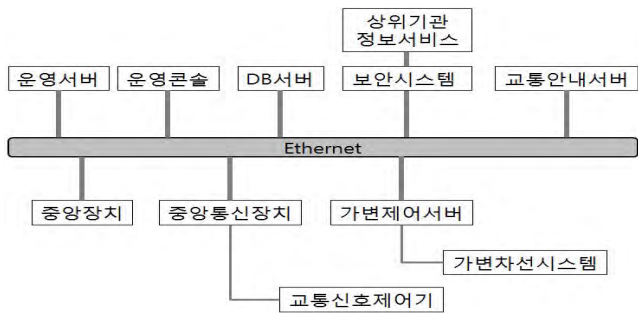 상위기관
정보서비스
운영서버
운영콘솔
DB서버
보안시스템
교통안내서버
Ethernet
중앙장치
중앙통신장치
가변제어서버
가변차선시스템
교통신호제어기